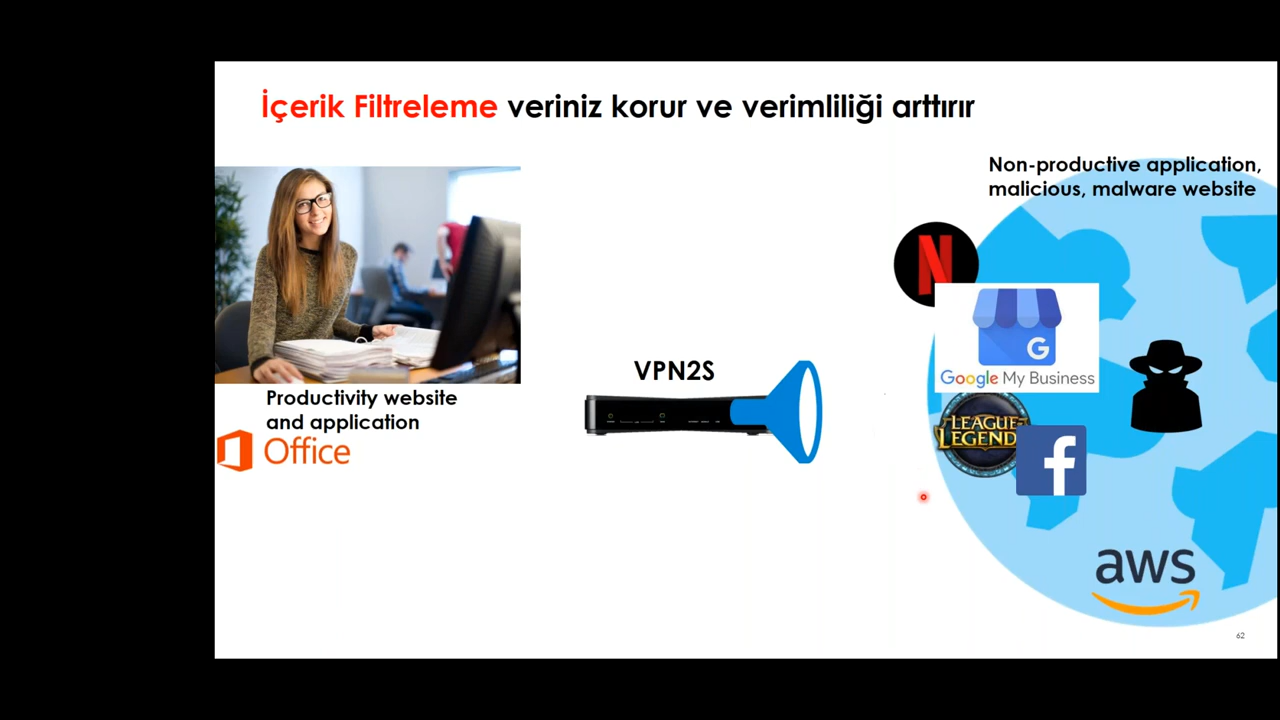 İçerik Filtreleme veriniz korur ve verimliliği arttırır
Non-productive application,
malicious, malware website
N
G
Google My Business
VPN2S
Productivity website
and application
Office
LEAGUE
LEGEND
f
aws
62